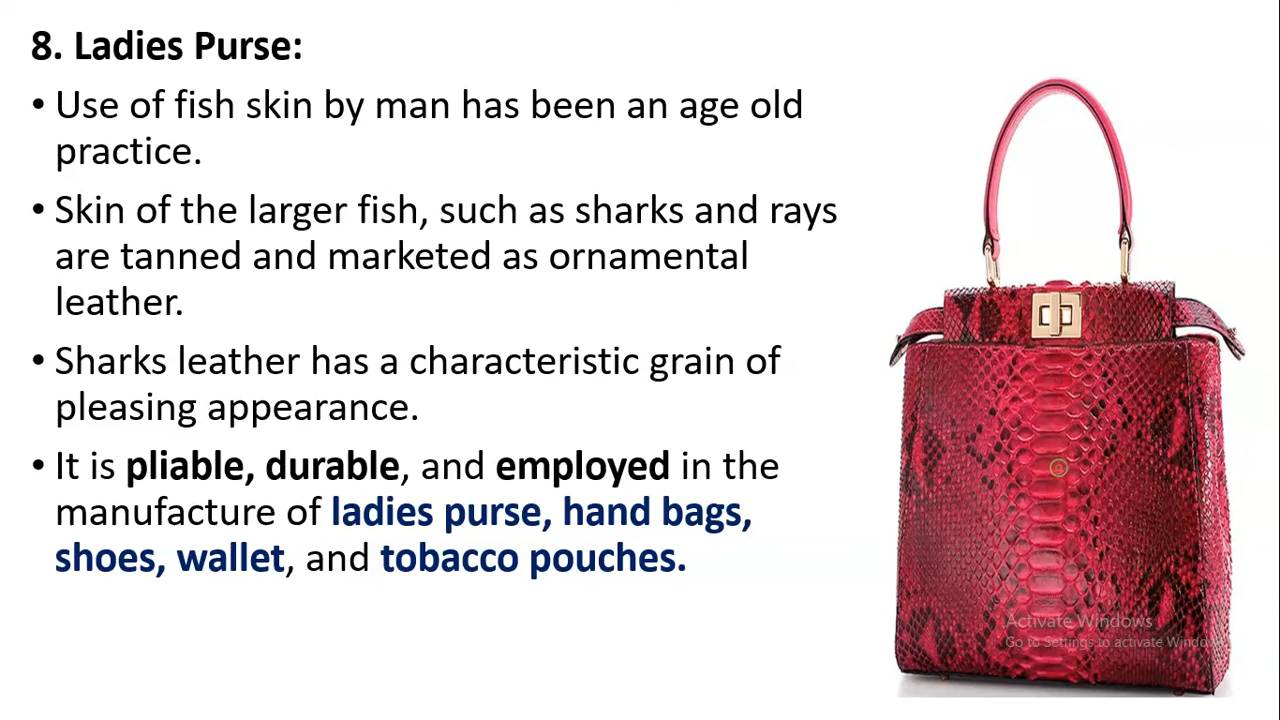 8. Ladies Purse:
• Use of fish skin by man has been an age old
practice.
• Skin of the larger fish, such as sharks and rays
are tanned and marketed as ornamental
leather.
• Sharks leather has a characteristic grain of
pleasing appearance.
• It is pliable, durable, and employed in the
manufacture of ladies purse, hand bags,
shoes, wallet, and tobacco pouches.
Activate Windows
Go to Settings to activate Windows